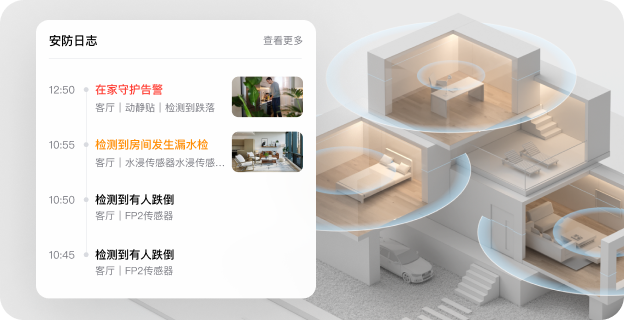 安防日志
查看更多
12:50
在家守护告警
客厅｜动静贴｜检测到跌落
10:55
检测到房间发生漏水检
客厅｜水浸传感器水浸传感...
10:50
检测到有人跌倒
客厅｜FP2传感器
10:45
检测到有人跌倒
客厅｜FP2传感器